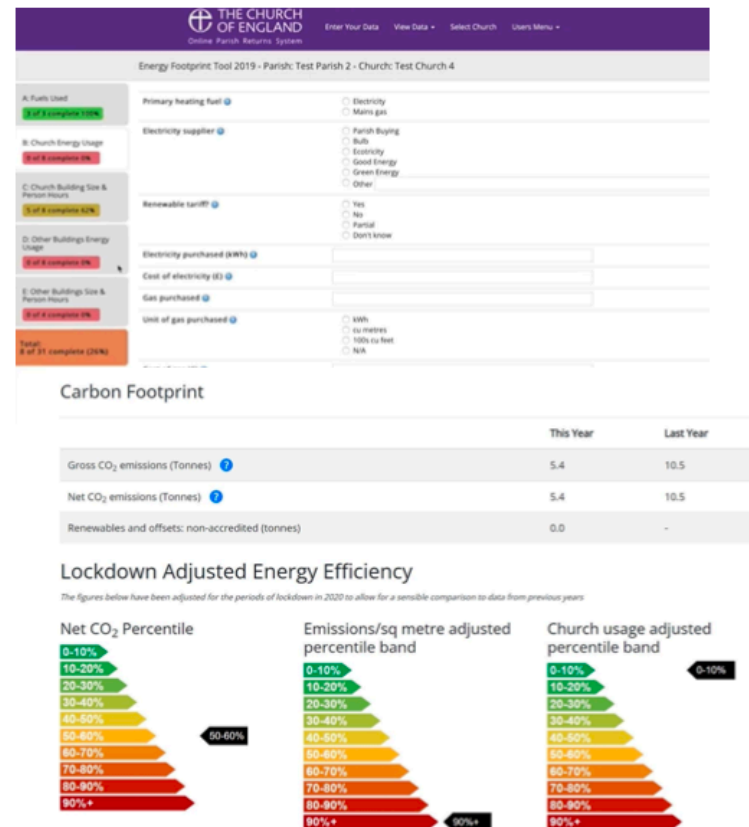 THE CHURCH
OF ENGLAND
Online Parish Returns System
Enter Your Data View Data Select Church Users Menu
Energy Footprint Tool 2019 - Parish: Test Parish 2 - Church: Test Church 4
A: Fuels Used
3 of 3 complete 100%
B: Church Energy Usage
0 of 8 complete 0%
C: Church Building Size &
Person Hours
5 of 8 complete 62%
D: Other Buildings Energy
Usage
0 of 8 complete 0%
E: Other Buildings Size &
Person Hours
0 of 4 complete 0%
Total:
8 of 31 complete (26%)
Primary heating fuel
Electricity
Mains gas
Electricity supplier
Parish Buying
Bulb
Ecotricity
Good Energy
Green Energy
Other
Renewable tariff?
Yes
No
Partial
Don't know
Electricity purchased (kWh)
Cost of electricity (£)
Gas purchased
Unit of gas purchased
kWh
cu metres
100s cu feet
N/A
Carbon Footprint
This Year Last Year
Gross CO₂ emissions (Tonnes) ? 5.4 10.5
Net CO₂ emissions (Tonnes) ? 5.4 10.5
Renewables and offsets: non-accredited (tonnes) 0.0 -
Lockdown Adjusted Energy Efficiency
The figures below have been adjusted for the periods of lockdown in 2020 to allow for a sensible comparison to data from previous years
Net CO₂ Percentile
0-10%
10-20%
20-30%
30-40%
40-50%
50-60% 50-60%
60-70%
70-80%
80-90%
90%+
Emissions/sq metre adjusted
percentile band
0-10%
10-20%
20-30%
30-40%
40-50%
50-60%
60-70%
70-80%
80-90%
90%+ 90%+
Church usage adjusted
percentile band
0-10% 0-10%
10-20%
20-30%
30-40%
40-50%
50-60%
60-70%
70-80%
80-90%
90%+